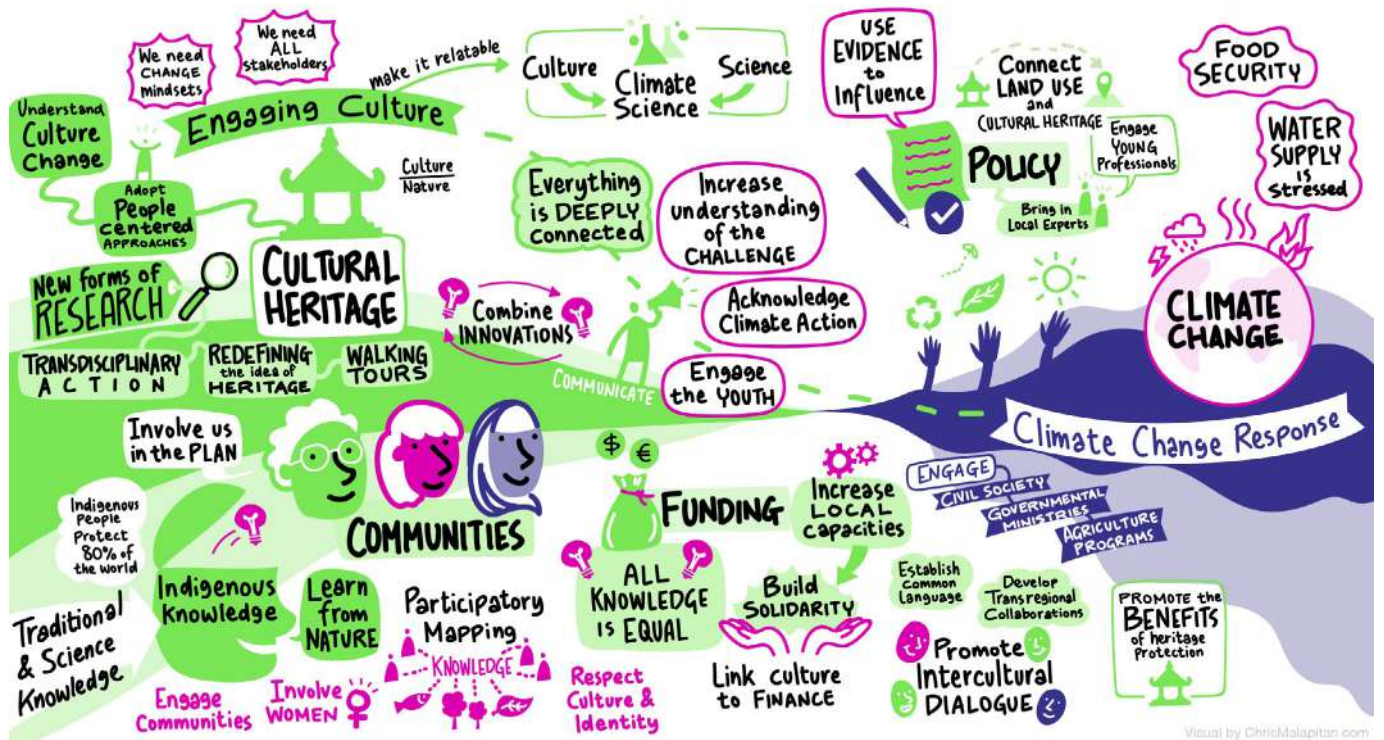 We need
CHANGE
mindsets
We need
ALL
stakeholders
make it relatable
Engaging Culture
Understand
Culture
Change
Adopt
People
centered
APPROACHES
Culture
Nature
Culture
Climate
Science
Science
USE
EVIDENCE
to
Influence
Connect
LAND USE
and
CULTURAL HERITAGE
POLICY
Engage
YOUNG
Professionals
Bring in
Local Experts
FOOD
SECURITY
WATER
SUPPLY
is
Stressed
New forms of
RESEARCH
CULTURAL
HERITAGE
TRANSDISCIPLINARY
ACTION
REDEFINING
the idea of
HERITAGE
WALKING
TOURS
Everything
is DEEPLY
Connected
Combine
INNOVATIONS
COMMUNICATE
Increase
understanding
of the
CHALLENGE
Acknowledge
Climate Action
Engage
the YOUTH
CLIMATE
CHANGE
Climate Change Response
Involve us
in the PLAN
COMMUNITIES
Indigenous
People
Protect
80% of
the world
Indigenous
Knowledge
Learn
from
NATURE
Traditional
& Science
Knowledge
Engage
Communities
Involve
WOMEN
Participatory
Mapping
KNOWLEDGE
Respect
Culture &
Identity
$ €
FUNDING
Increase
LOCAL
capacities
ALL
KNOWLEDGE
is EQUAL
Build
SOLIDARITY
Link culture
to FINANCE
ENGAGE
CIVIL SOCIETY
GOVERNMENTAL
MINISTRIES
AGRICULTURE
PROGRAMS
Establish
Common
Language
Develop
Transregional
Collaborations
Promote
Intercultural
DIALOGUE
PROMOTE the
BENEFITS
of heritage
Protection
Visual by ChrisMalapitan.com